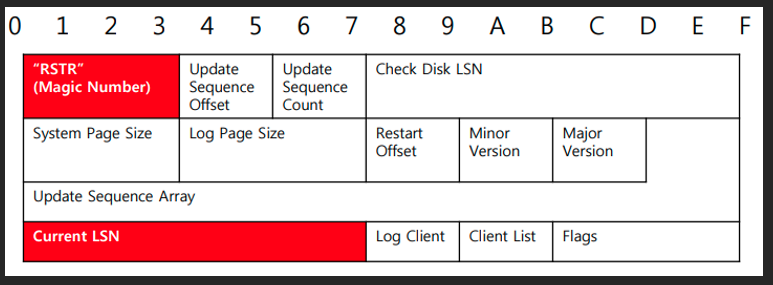 0 1 2 3 4 5 6 7 8 9 A B C D E F
“RSTR”
(Magic Number)
Update
Sequence
Offset
Update
Sequence
Count
Check Disk LSN
System Page Size
Log Page Size
Restart
Offset
Minor
Version
Major
Version
Update Sequence Array
Current LSN
Log Client
Client List
Flags